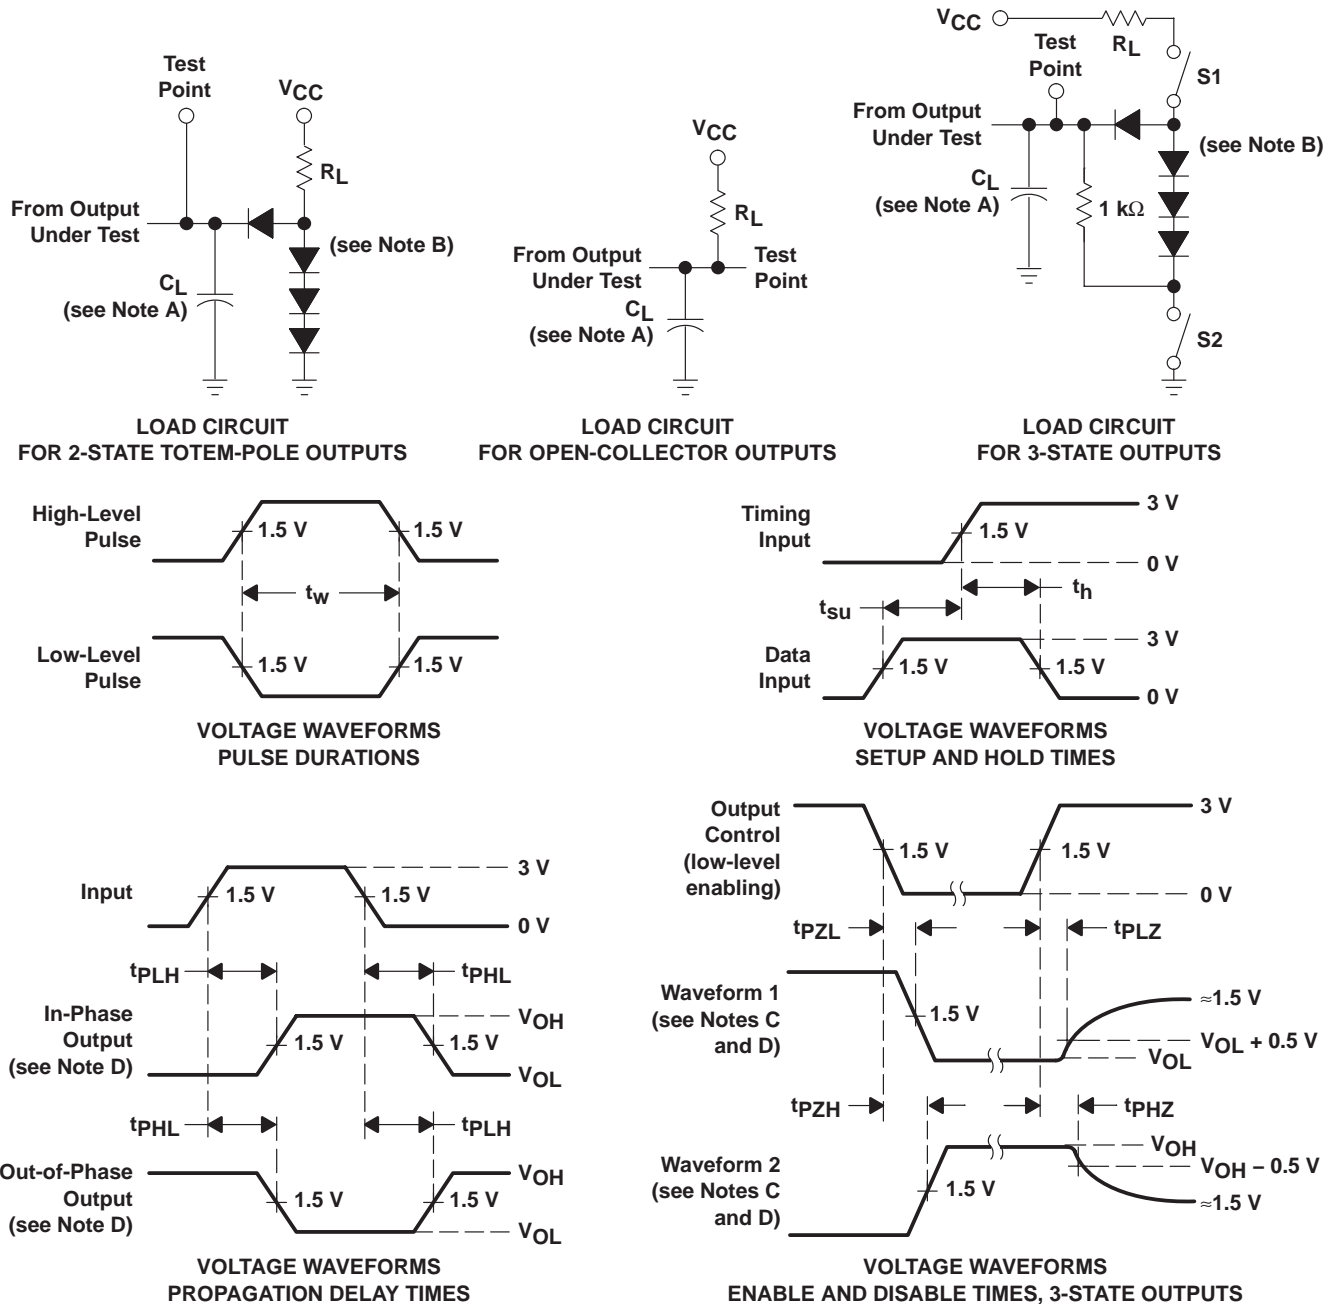 Test
Point
VCC
RL
From Output
Under Test
(see Note B)
CL
(see Note A)
LOAD CIRCUIT
FOR 2-STATE TOTEM-POLE OUTPUTS
VCC
RL
From Output
Under Test
Test
Point
CL
(see Note A)
LOAD CIRCUIT
FOR OPEN-COLLECTOR OUTPUTS
VCC
RL
Test
Point
S1
From Output
Under Test
(see Note B)
CL
(see Note A)
1 kΩ
S2
LOAD CIRCUIT
FOR 3-STATE OUTPUTS
High-Level
Pulse
1.5 V
1.5 V
tw
Low-Level
Pulse
1.5 V
1.5 V
VOLTAGE WAVEFORMS
PULSE DURATIONS
Timing
Input
1.5 V
3 V
0 V
th
tsu
Data
Input
1.5 V
1.5 V
3 V
0 V
VOLTAGE WAVEFORMS
SETUP AND HOLD TIMES
Input
1.5 V
1.5 V
3 V
0 V
tPLH
tPHL
In-Phase
Output
(see Note D)
1.5 V
1.5 V
VOH
VOL
tPHL
tPLH
Out-of-Phase
Output
(see Note D)
1.5 V
1.5 V
VOH
VOL
VOLTAGE WAVEFORMS
PROPAGATION DELAY TIMES
Output
Control
(low-level
enabling)
1.5 V
1.5 V
3 V
0 V
tPZL
tPLZ
Waveform 1
(see Notes C
and D)
1.5 V
≈1.5 V
VOL + 0.5 V
VOL
tPZH
tPHZ
Waveform 2
(see Notes C
and D)
1.5 V
VOH
VOH – 0.5 V
≈1.5 V
VOLTAGE WAVEFORMS
ENABLE AND DISABLE TIMES, 3-STATE OUTPUTS